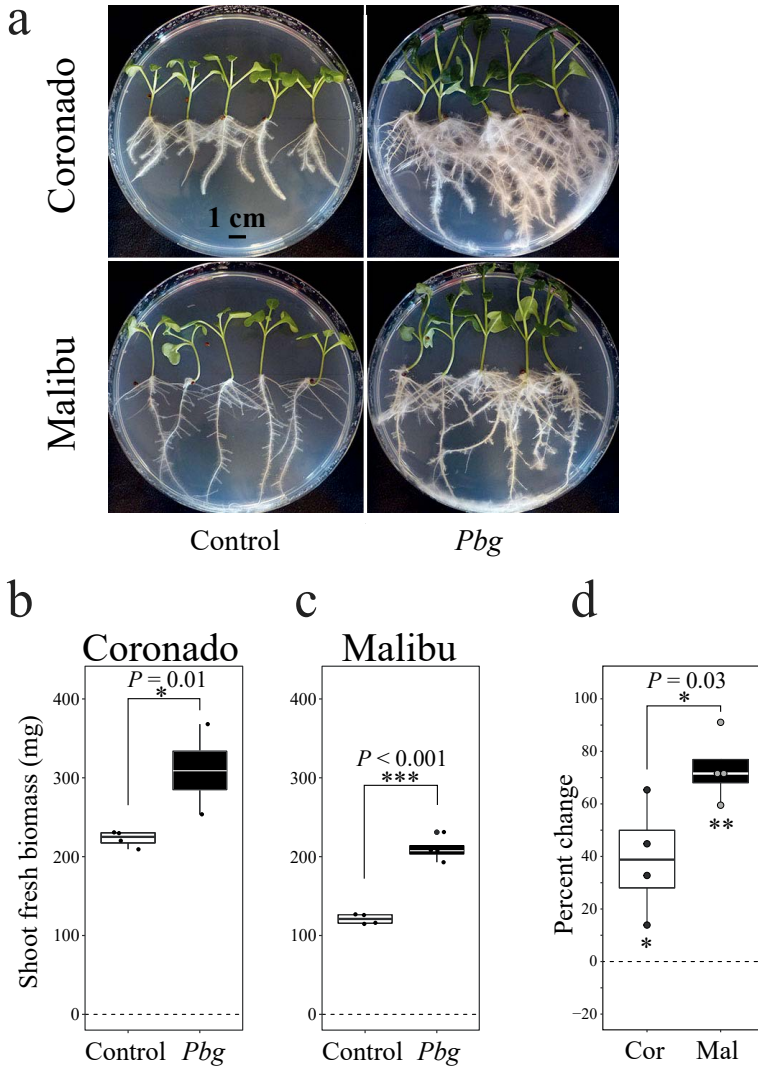 a
Coronado
1 cm
Malibu
Control
Pbg
b
c
d
Coronado
Malibu
Shoot fresh biomass (mg)
400
300
200
100
0
P = 0.01
*
Control
Pbg
400
300
200
100
0
P < 0.001
***
Control
Pbg
Percent change
100
80
60
40
20
0
−20
P = 0.03
*
*
**
Cor
Mal